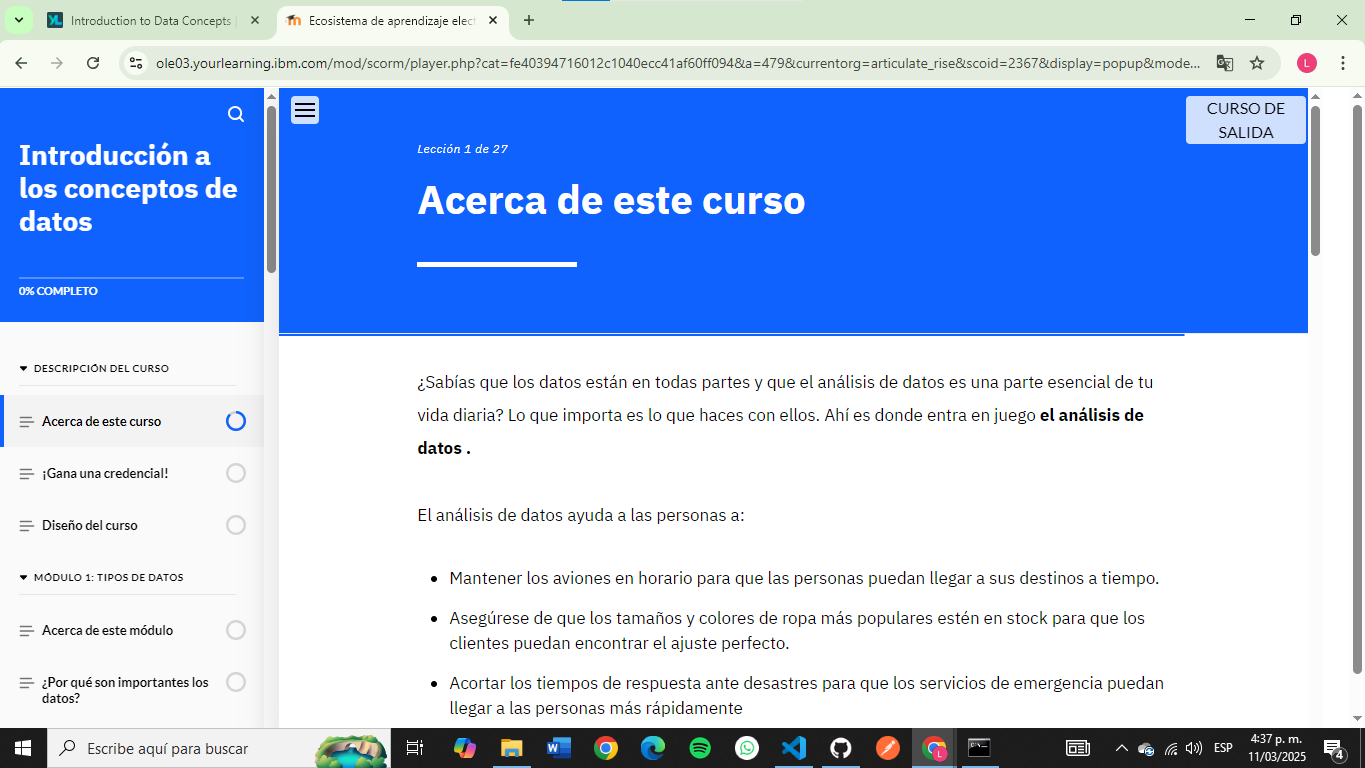 Introduction to Data Concepts
Ecosistema de aprendizaje elect
ole03.yourlearning.ibm.com/mod/scorm/player.php?cat=fe40394716012c1040ecc41af60ff094&a=479&currentorg=articulate_rise&scoid=2367&display=popup&mode...
L
Introducción a
los conceptos de
datos
0% COMPLETO
DESCRIPCIÓN DEL CURSO
Acerca de este curso
¡Gana una credencial!
Diseño del curso
MÓDULO 1: TIPOS DE DATOS
Acerca de este módulo
¿Por qué son importantes los
datos?
CURSO DE
SALIDA
Lección 1 de 27
Acerca de este curso
¿Sabías que los datos están en todas partes y que el análisis de datos es una parte esencial de tu
vida diaria? Lo que importa es lo que haces con ellos. Ahí es donde entra en juego el análisis de
datos .
El análisis de datos ayuda a las personas a:
• Mantener los aviones en horario para que las personas puedan llegar a sus destinos a tiempo.
• Asegúrese de que los tamaños y colores de ropa más populares estén en stock para que los
clientes puedan encontrar el ajuste perfecto.
• Acortar los tiempos de respuesta ante desastres para que los servicios de emergencia puedan
llegar a las personas más rápidamente
Escribe aquí para buscar
ESP
4:37 p. m.
11/03/2025
4